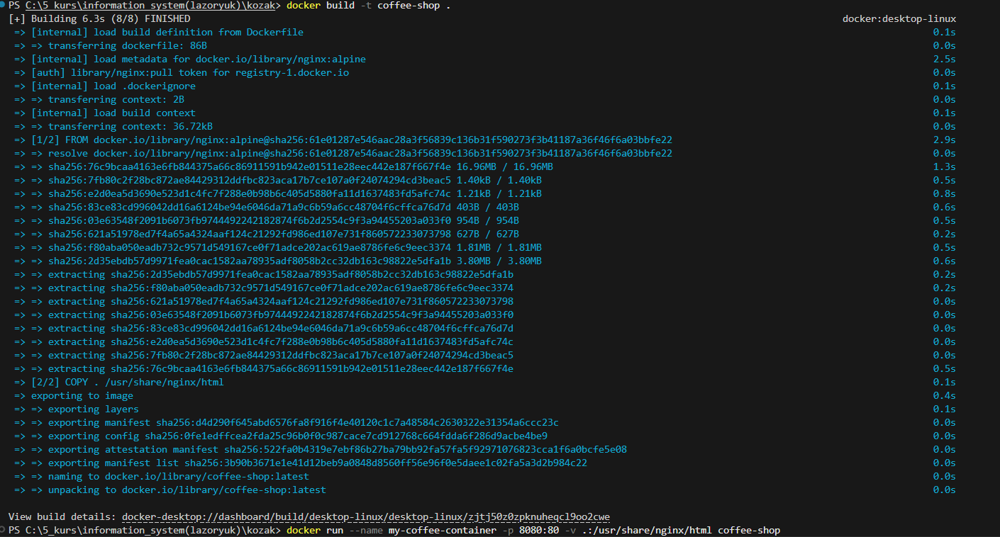 PS C:\5_kurs\information_system(lazoryuk)\kozak> docker build -t coffee-shop .
[+] Building 6.3s (8/8) FINISHED docker:desktop-linux
=> [internal] load build definition from Dockerfile 0.1s
=> => transferring dockerfile: 86B 0.0s
=> [internal] load metadata for docker.io/library/nginx:alpine 2.5s
=> [auth] library/nginx:pull token for registry-1.docker.io 0.0s
=> [internal] load .dockerignore 0.1s
=> => transferring context: 2B 0.0s
=> [internal] load build context 0.1s
=> => transferring context: 36.72kB 0.0s
=> [1/2] FROM docker.io/library/nginx:alpine@sha256:61e01287e546aac28a3f56839c136b31f590273f3b41187a36f46f6a03bbfe22 2.9s
=> => resolve docker.io/library/nginx:alpine@sha256:61e01287e546aac28a3f56839c136b31f590273f3b41187a36f46f6a03bbfe22 0.0s
=> => sha256:76c9bcaa4163e6fb844375a66c86911591b942e01511e28eec442e187f667f4e 16.96MB / 16.96MB 1.3s
=> => sha256:7fb80c2f28bc872ae84429312ddfbc823aca17b7ce107a0f24074294cd3beac5 1.40kB / 1.40kB 0.5s
=> => sha256:e2d0ea5d3690e523d1c4fc7f288e0b98b6c405d5880fa11d1637483fd5afc74c 1.21kB / 1.21kB 0.8s
=> => sha256:83ce83cd996042dd16a6124be94e6046da71a9c6b59a6cc48704f6cffca76d7d 403B / 403B 0.6s
=> => sha256:03e63548f2091b6073fb9744492242182874f6b2d2554c9f3a94455203a033f0 954B / 954B 0.5s
=> => sha256:621a51978ed7f4a65a4324aaf124c21292fd986ed107e731f860572233073798 627B / 627B 0.2s
=> => sha256:f80aba050eadb732c9571d549167ce0f71adce202ac619ae8786fe6c9eec3374 1.81MB / 1.81MB 0.5s
=> => sha256:2d35ebdb57d9971fea0cac1582aa78935adf8058b2cc32db163c98822e5dfa1b 3.80MB / 3.80MB 0.6s
=> => extracting sha256:2d35ebdb57d9971fea0cac1582aa78935adf8058b2cc32db163c98822e5dfa1b 0.2s
=> => extracting sha256:f80aba050eadb732c9571d549167ce0f71adce202ac619ae8786fe6c9eec3374 0.2s
=> => extracting sha256:621a51978ed7f4a65a4324aaf124c21292fd986ed107e731f860572233073798 0.0s
=> => extracting sha256:03e63548f2091b6073fb9744492242182874f6b2d2554c9f3a94455203a033f0 0.0s
=> => extracting sha256:83ce83cd996042dd16a6124be94e6046da71a9c6b59a6cc48704f6cffca76d7d 0.0s
=> => extracting sha256:e2d0ea5d3690e523d1c4fc7f288e0b98b6c405d5880fa11d1637483fd5afc74c 0.0s
=> => extracting sha256:7fb80c2f28bc872ae84429312ddfbc823aca17b7ce107a0f24074294cd3beac5 0.0s
=> => extracting sha256:76c9bcaa4163e6fb844375a66c86911591b942e01511e28eec442e187f667f4e 0.5s
=> [2/2] COPY . /usr/share/nginx/html 0.1s
=> exporting to image 0.4s
=> => exporting layers 0.1s
=> => exporting manifest sha256:d4d290f645abd6576fa8f916f4e40120c1c7a48584c2630322e31354a6ccc23c 0.0s
=> => exporting config sha256:0fe1edffcea2fda25c96b0f0c987cace7cd912768c664fdda6f286d9acbe4be9 0.0s
=> => exporting attestation manifest sha256:522fa0b4319e7ebf86b27ba79bb92fa57fa5f92971076823cca1f6a0bcfe5e08 0.0s
=> => exporting manifest list sha256:3b90b3671e1e41d12beb9a0848d8560ff56e96f0e5daee1c02fa5a3d2b984c22 0.0s
=> => naming to docker.io/library/coffee-shop:latest 0.0s
=> => unpacking to docker.io/library/coffee-shop:latest 0.0s
View build details: docker-desktop://dashboard/build/desktop-linux/desktop-linux/zjtj50z0zpknuheqcl9oo2cwe
PS C:\5_kurs\information_system(lazoryuk)\kozak> docker run --name my-coffee-container -p 8080:80 -v .:/usr/share/nginx/html coffee-shop